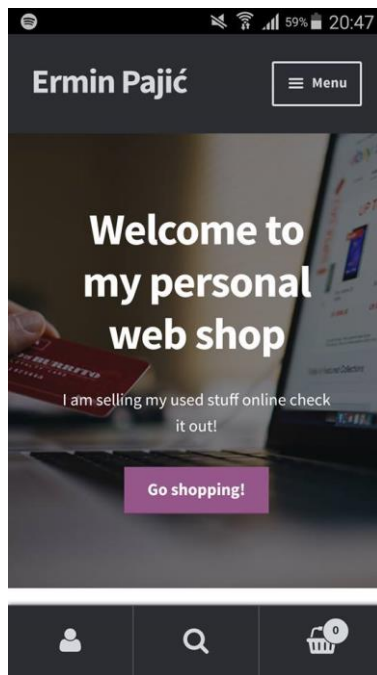 59% 20:47
Ermin Pajić
Menu
Welcome to
my personal
web shop
BURRITO
I am selling my used stuff online check
it out!
Go shopping!
0